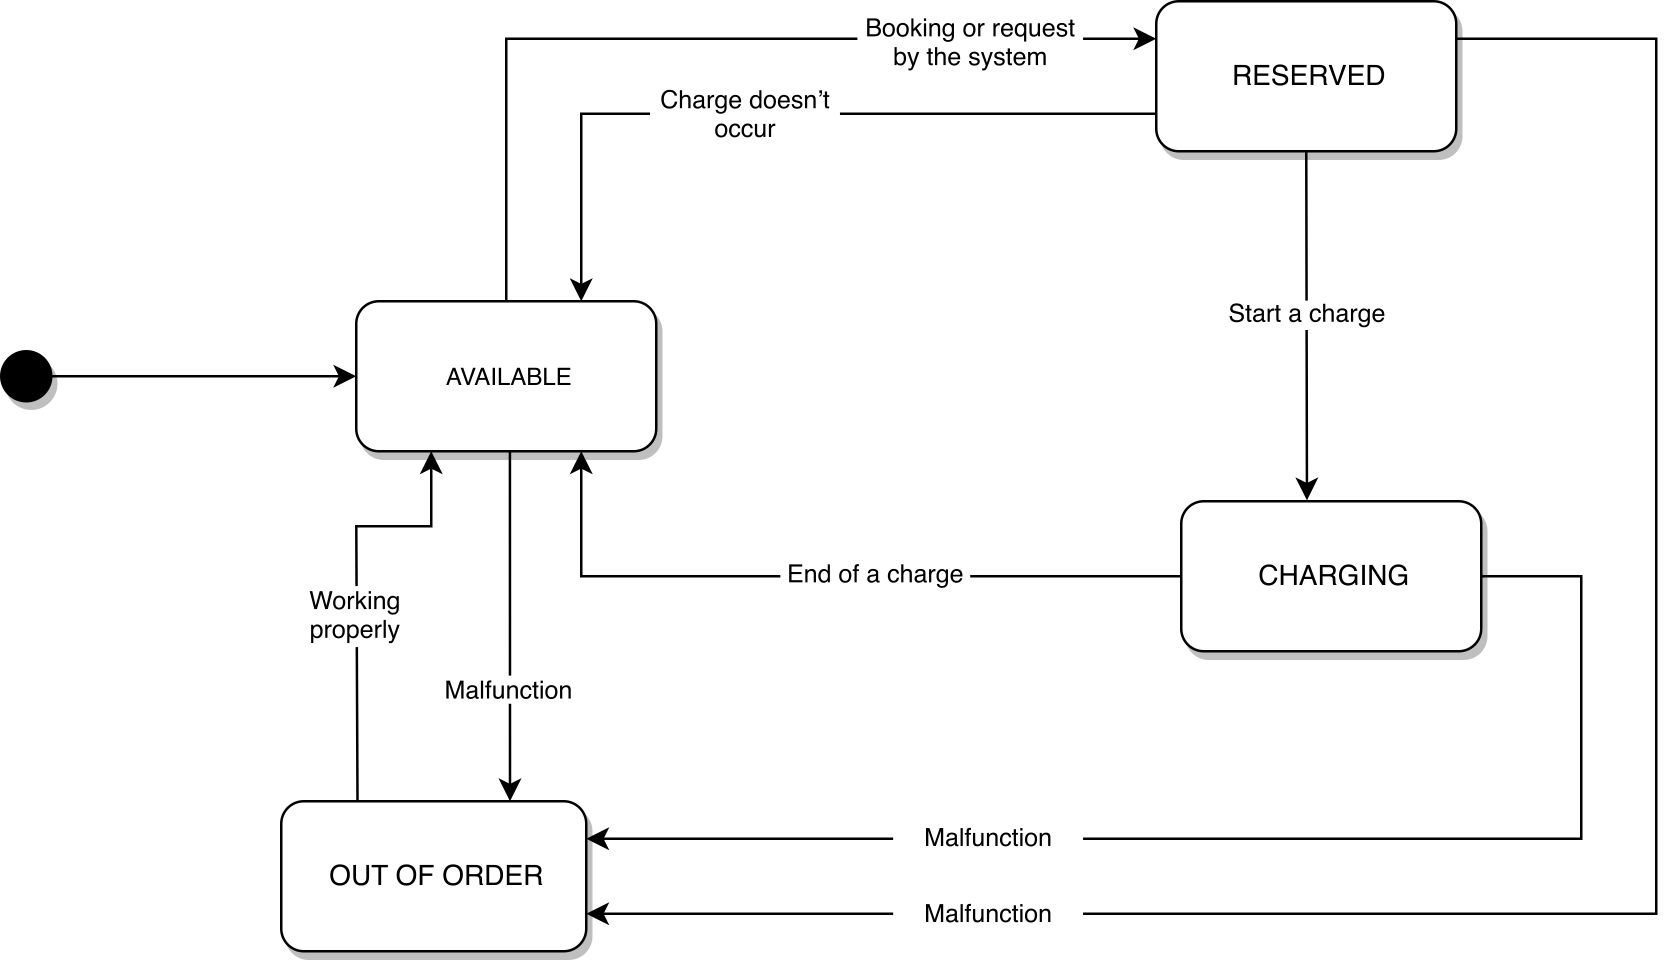 Booking or request
by the system
RESERVED
Charge doesn't
occur
Start a charge
AVAILABLE
End of a charge
CHARGING
Working
properly
Malfunction
Malfunction
OUT OF ORDER
Malfunction